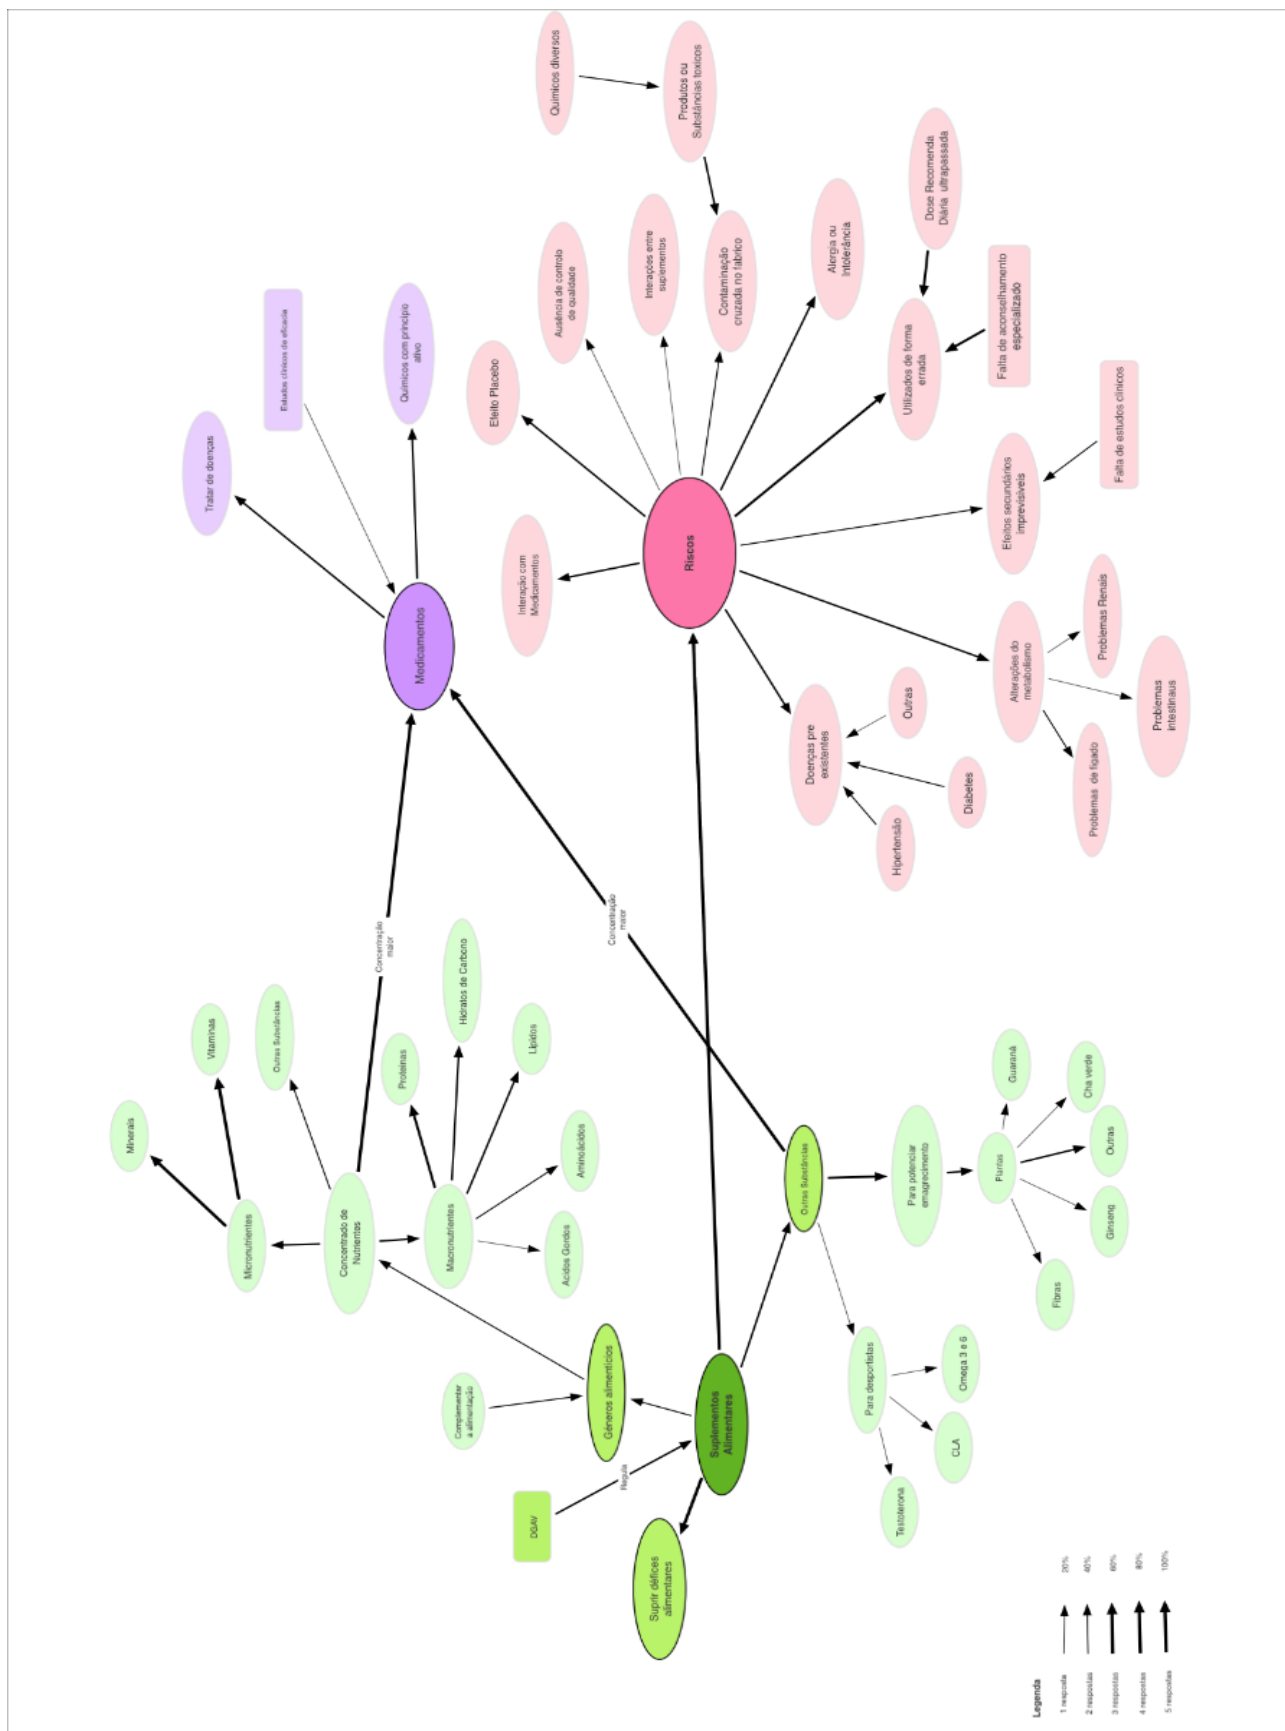 Químicos diversos
Produtos ou
Substâncias toxicos
Dose Recomenda
Diária ultrapassada
Ausência de controlo
de qualidade
Interações entre
suplementos
Contaminação
cruzada no fabrico
Alergia ou
Intolerância
Falta de aconselhamento
especializado
Utilizados de forma
errada
Falta de estudos clínicos
Efeitos secundários
imprevisíveis
Efeito Placebo
Interação com
Medicamentos
Riscos
Estudos clínicos de eficacia
Químicos com princípio
ativo
Tratar de doenças
Medicamentos
Doenças pre
existentes
Outras
Diabetes
Hipertensão
Alterações do
metabolismo
Problemas Renais
Problemas
intestinaus
Problemas de fígado
Concentração
maior
Concentração
maior
Minerais
Vitaminas
Outras Substâncias
Micronutrientes
Concentrado de
Nutrientes
Macronutrientes
Proteínas
Hidratos de Carbono
Lípidos
Aminoácidos
Acidos Gordos
Outras Substâncias
Para potenciar
emagrecimento
Plantas
Guaraná
Chá verde
Outras
Ginseng
Fibras
Complementar
a alimentação
Géneros alimentícios
Suplementos
Alimentares
Regula
DGAV
Suprir défices
alimentares
Para desportistas
Omega 3 e 6
CLA
Testoterona
Legenda
1 resposta 20%
2 respostas 40%
3 respostas 60%
4 respostas 80%
5 respostas 100%